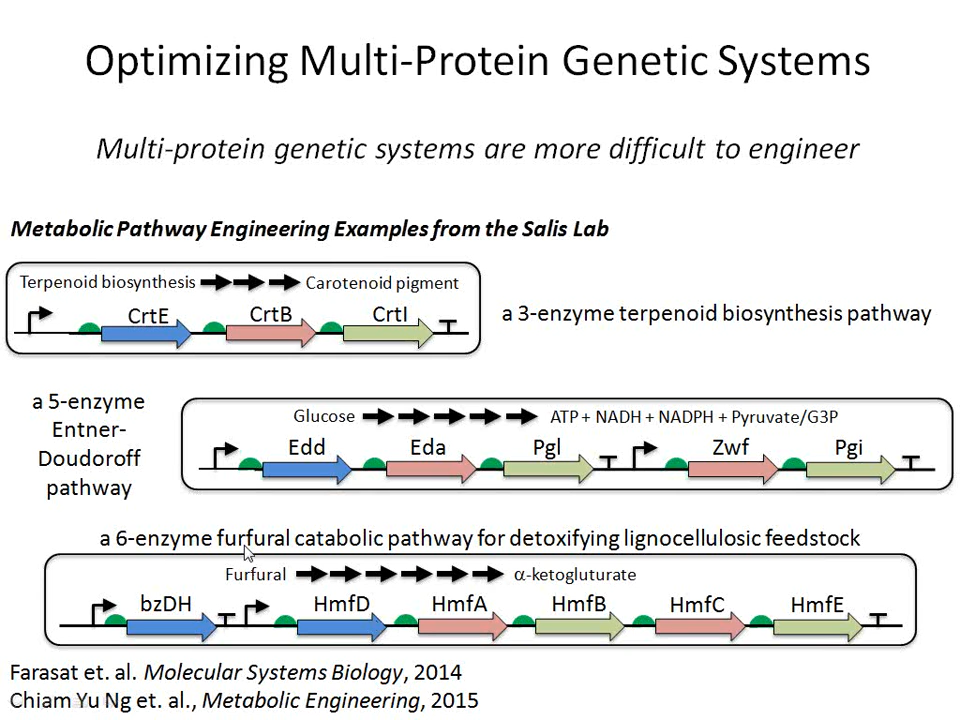 Optimizing Multi-Protein Genetic Systems
Multi-protein genetic systems are more difficult to engineer
Metabolic Pathway Engineering Examples from the Salis Lab
Terpenoid biosynthesis Carotenoid pigment
CrtE CrtB CrtI
a 3-enzyme terpenoid biosynthesis pathway
a 5-enzyme
Entner-
Doudoroff
pathway
Glucose ATP + NADH + NADPH + Pyruvate/G3P
Edd Eda Pgl Zwf Pgi
a 6-enzyme furfural catabolic pathway for detoxifying lignocellulosic feedstock
Furfural α-ketogluturate
bzDH HmfD HmfA HmfB HmfC HmfE
Farasat et. al. Molecular Systems Biology, 2014
Chiam Yu Ng et. al., Metabolic Engineering, 2015